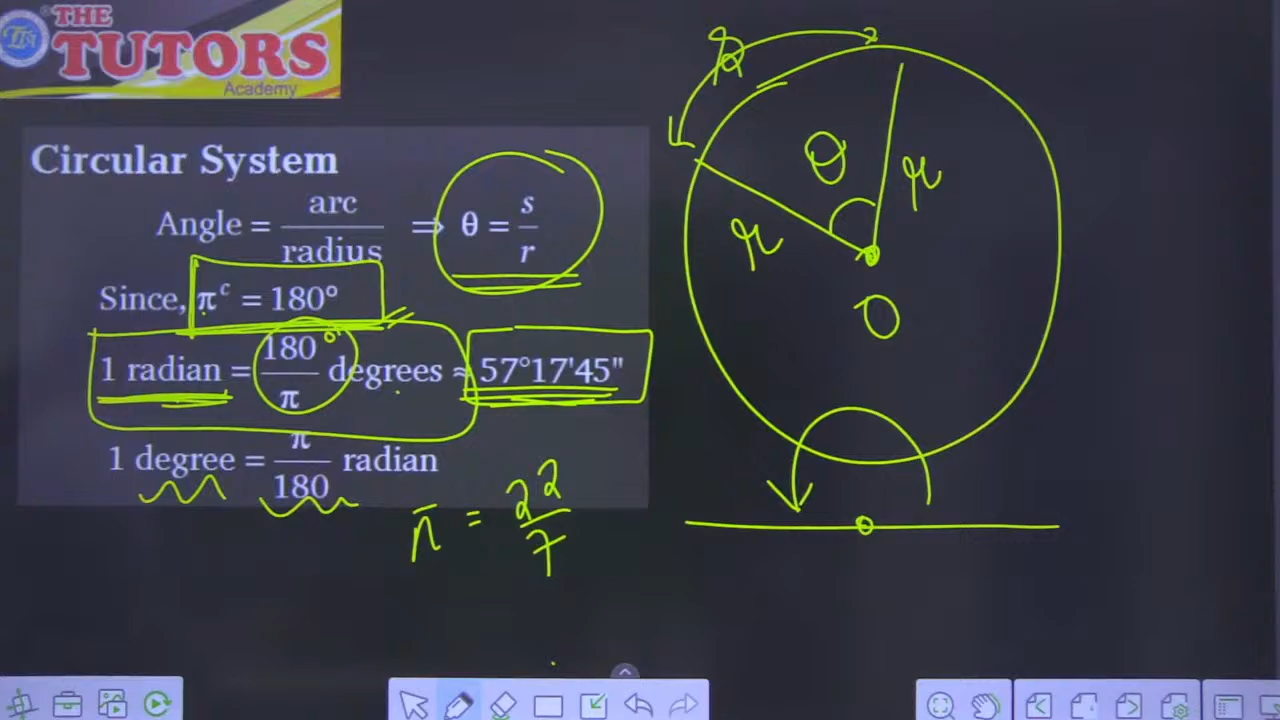 THE
TUTORS
Academy
Circular System
Angle = arc/radius ⇒ θ = s/r
Since, π^c = 180°
1 radian = 180°/π degrees ≈ 57°17'45"
1 degree = π/180 radian
π = 22/7
θ
r
r
O